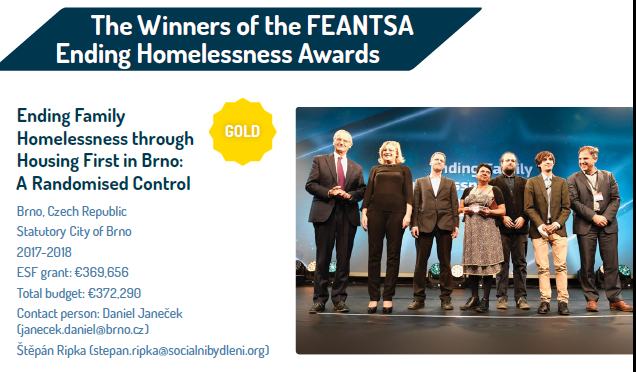 The Winners of the FEANTSA
Ending Homelessness Awards
Ending Family
Homelessness through
Housing First in Brno:
A Randomised Control
GOLD
Brno, Czech Republic
Statutory City of Brno
2017-2018
ESF grant: €369,656
Total budget: €372,290
Contact person: Daniel Janeček
(janecek.daniel@brno.cz)
Štěpán Ripka (stepan.ripka@socialnibydleni.org)
nding Family